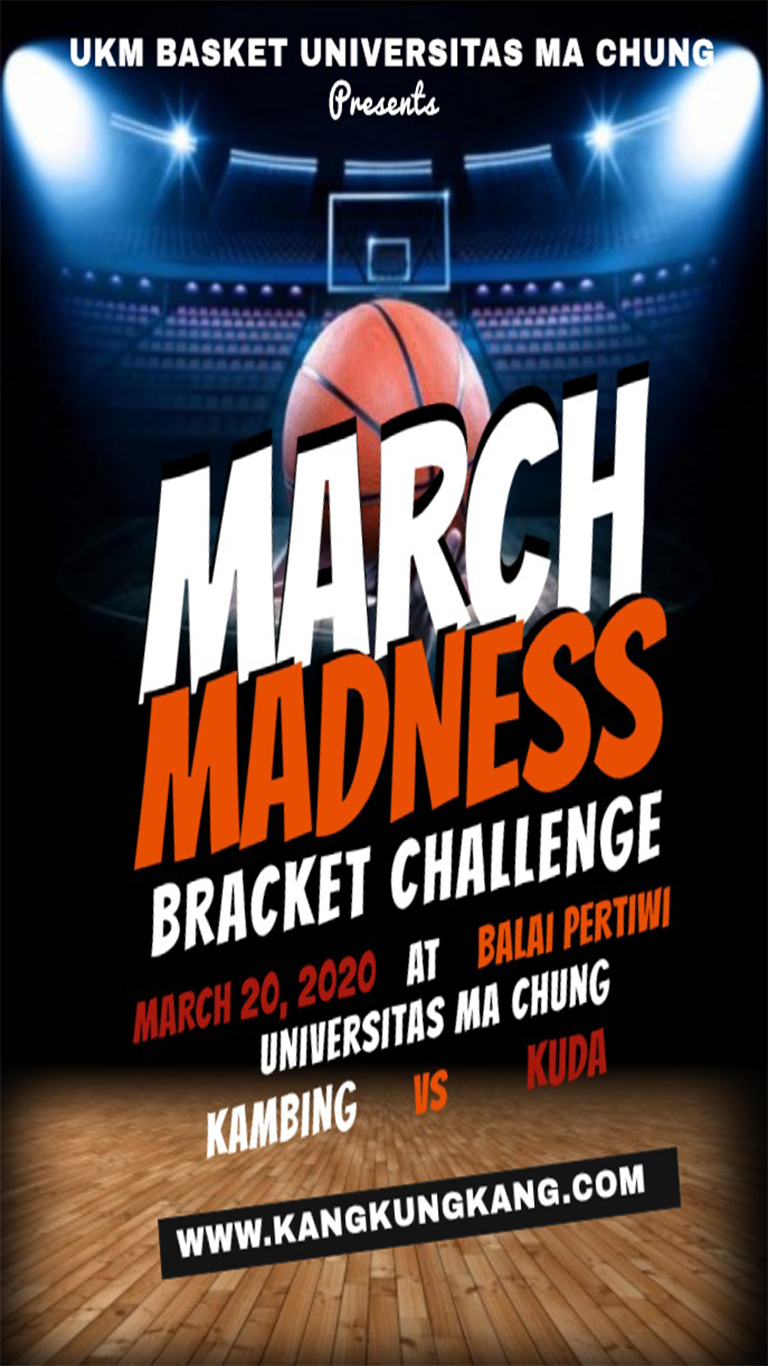 UKM BASKET UNIVERSITAS MA CHUNG
Presents
MARCH
MADNESS
BRACKET CHALLENGE
MARCH 20, 2020 AT BALAI PERTIWI
UNIVERSITAS MA CHUNG
KAMBING VS KUDA
WWW.KANGKUNGKANG.COM